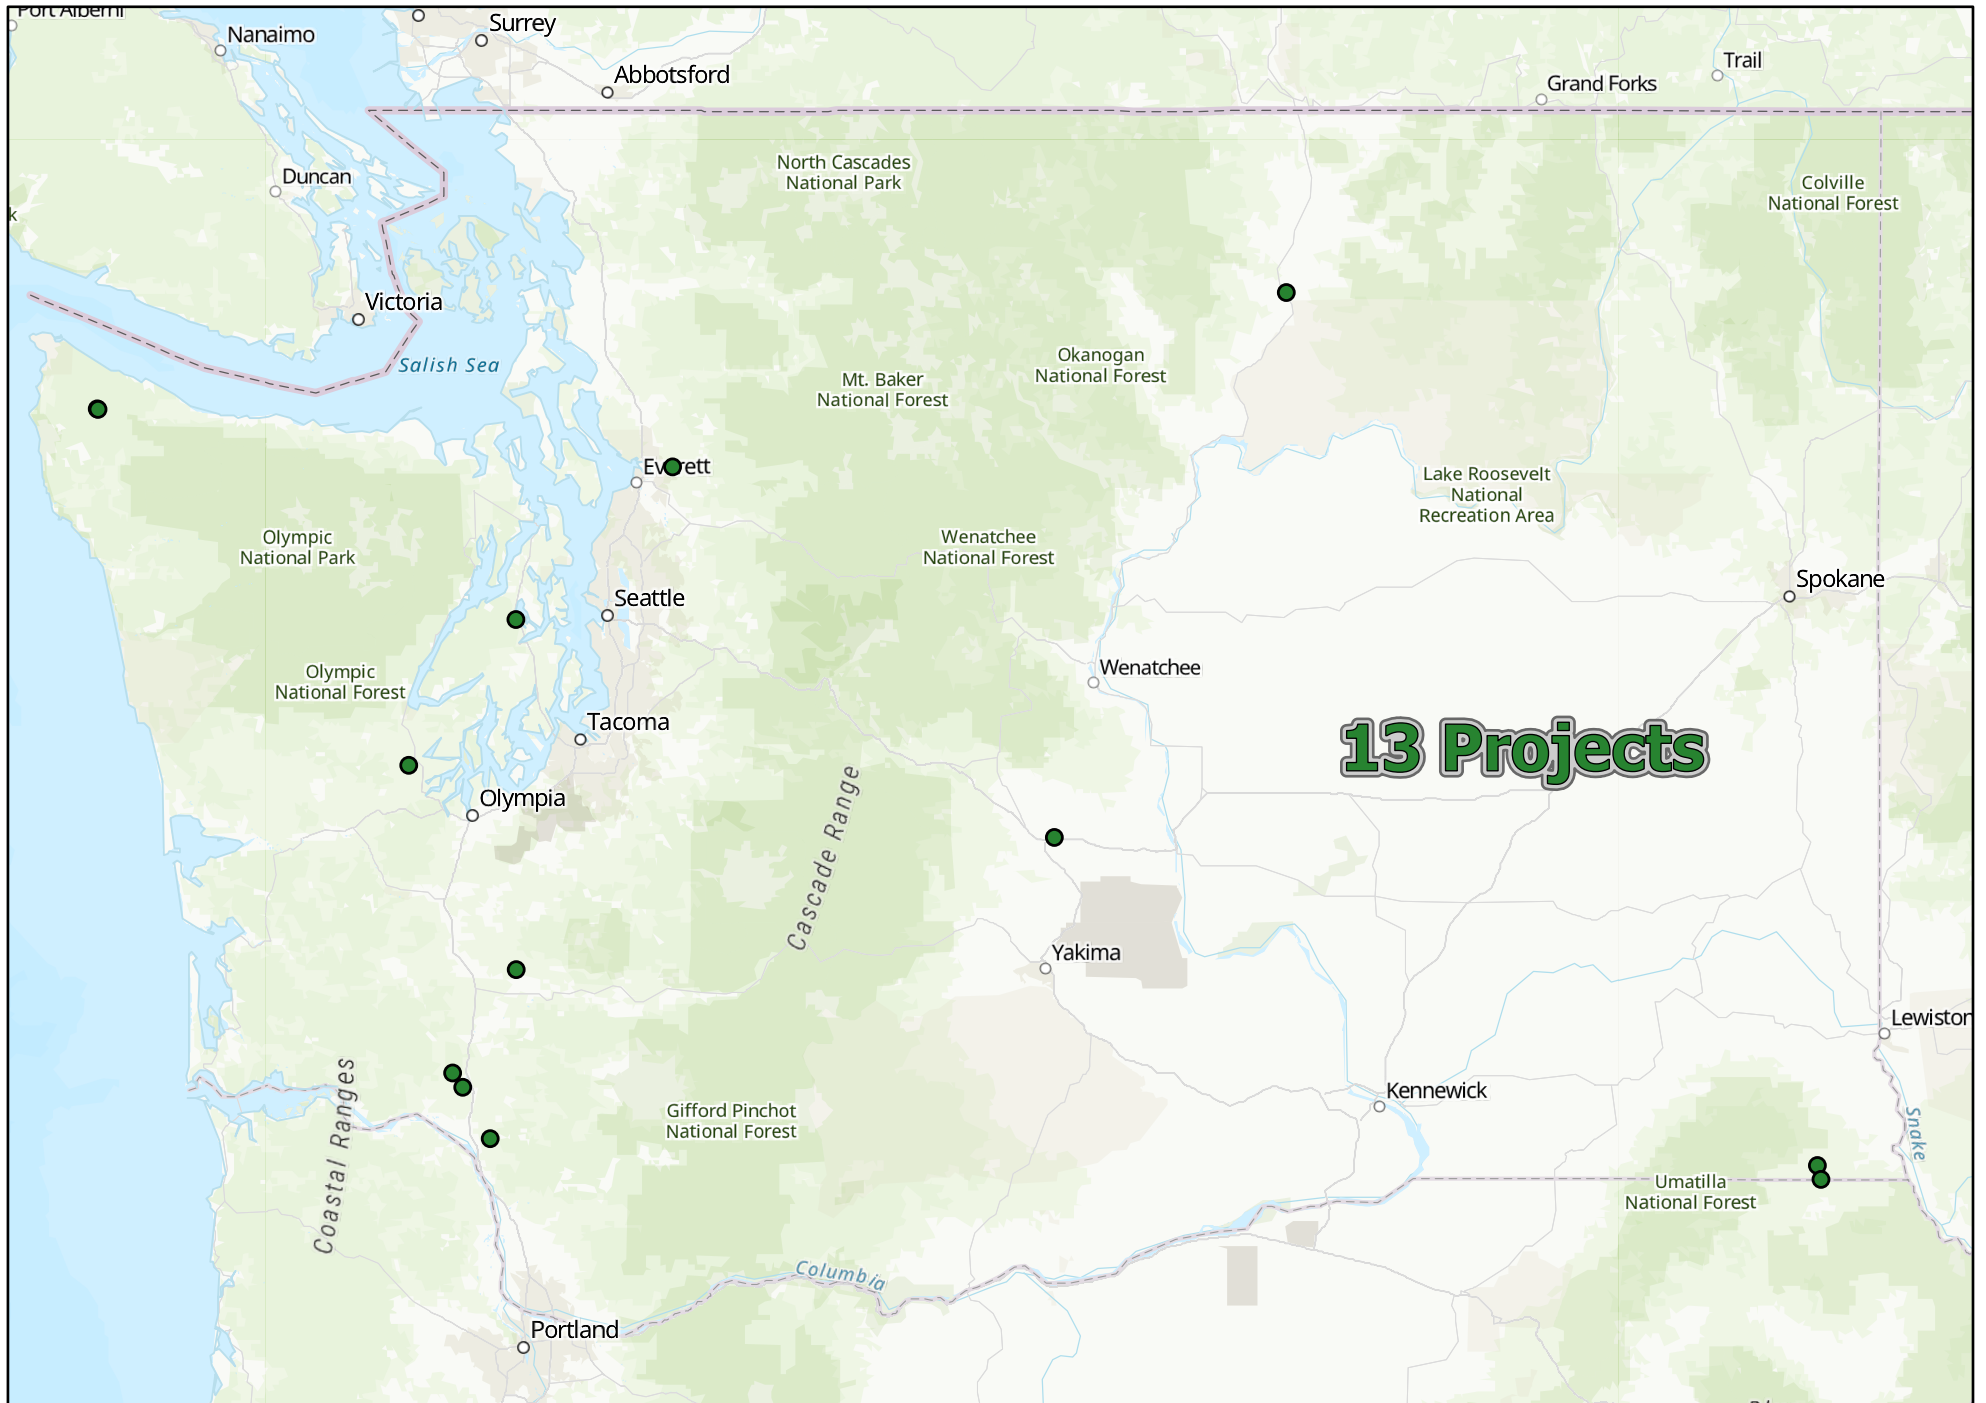 Port Alberni
Nanaimo
Surrey
Abbotsford
Trail
Grand Forks
North Cascades
National Park
Duncan
Colville
National Forest
k
Victoria
Salish Sea
Okanogan
National Forest
Mt. Baker
National Forest
Everett
Lake Roosevelt
National
Recreation Area
Olympic
National Park
Wenatchee
National Forest
Spokane
Seattle
Wenatchee
Olympic
National Forest
Tacoma
13 Projects
Olympia
Cascade Range
Yakima
Lewiston
Coastal Ranges
Kennewick
Gifford Pinchot
National Forest
Snake
Umatilla
National Forest
Columbia
Portland